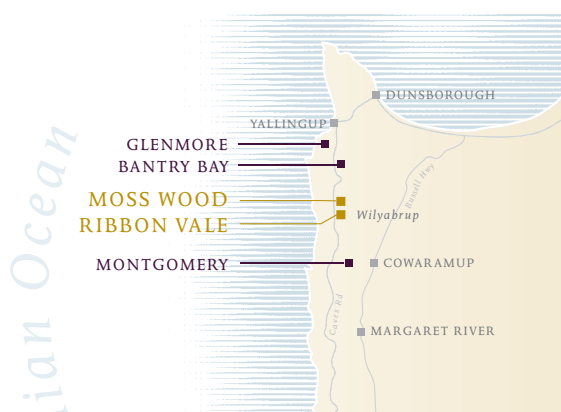 DUNSBOROUGH
YALLINGUP
GLENMORE
BANTRY BAY
MOSS WOOD
RIBBON VALE
Wilyabrup
Bussell Hwy
MONTGOMERY
COWARAMUP
Caves Rd
MARGARET RIVER
ian Ocean